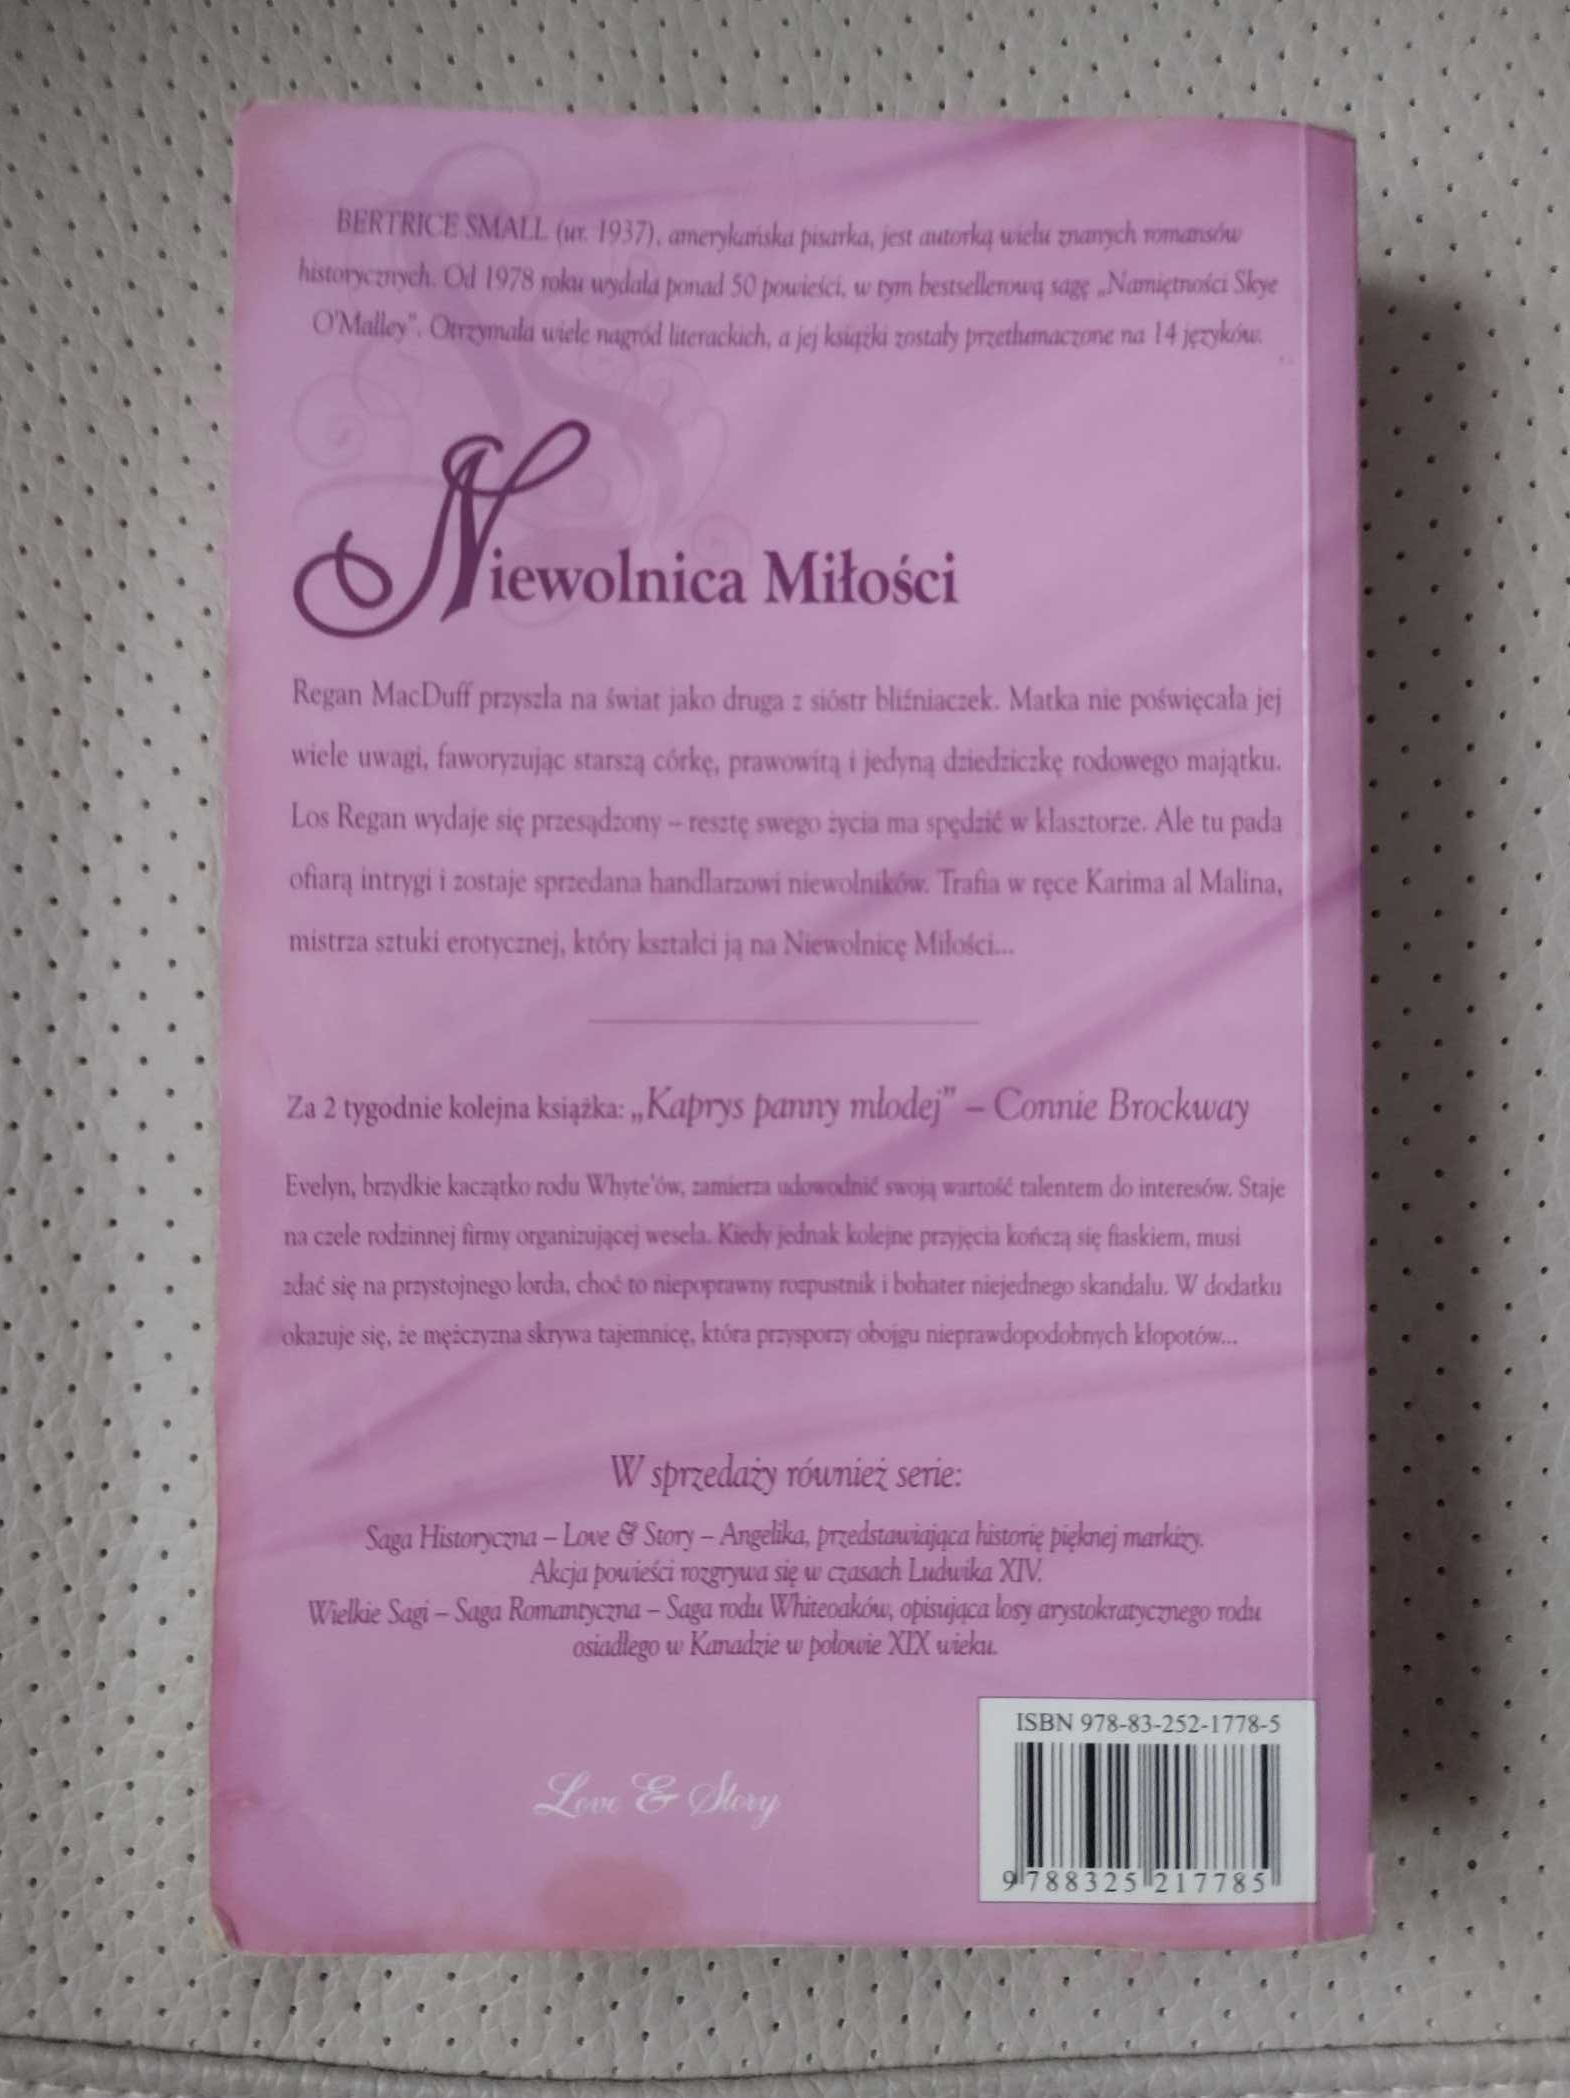 BERTRICE SMALL (ur. 1937), amerykańska pisarka, jest autorką wielu znanych romansów
historycznych. Od 1978 roku wydała ponad 50 powieści, w tym bestsellerową sagę „Namiętności Skye
O'Malley". Otrzymała wiele nagród literackich, a jej książki zostały przetłumaczone na 14 języków.
Niewolnica Miłości
Regan MacDuff przyszła na świat jako druga z sióstr bliźniaczek. Matka nie poświęcała jej
wiele uwagi, faworyzując starszą córkę, prawowitą i jedyną dziedziczkę rodowego majątku.
Los Regan wydaje się przesądzony – resztę swego życia ma spędzić w klasztorze. Ale tu pada
ofiarą intrygi i zostaje sprzedana handlarzowi niewolników. Trafia w ręce Karima al Malina,
mistrza sztuki erotycznej, który kształci ją na Niewolnicę Miłości...
Za 2 tygodnie kolejna książka: „Kaprys panny młodej" – Connie Brockway
Evelyn, brzydkie kaczątko rodu Whyte'ów, zamierza udowodnić swoją wartość talentem do interesów. Staje
na czele rodzinnej firmy organizującej wesela. Kiedy jednak kolejne przyjęcia kończą się fiaskiem, musi
zdać się na przystojnego lorda, choć to niepoprawny rozpustnik i bohater niejednego skandalu. W dodatku
okazuje się, że mężczyzna skrywa tajemnicę, która przysporzy obojgu nieprawdopodobnych kłopotów...
W sprzedaży również serie:
Saga Historyczna – Love & Story – Angelika, przedstawiająca historię pięknej markizy.
Akcja powieści rozgrywa się w czasach Ludwika XIV.
Wielkie Sagi – Saga Romantyczna – Saga rodu Whiteoaków, opisująca losy arystokratycznego rodu
osiadłego w Kanadzie w połowie XIX wieku.
ISBN 978-83-252-1778-5
Love & Story
9 788325 217785